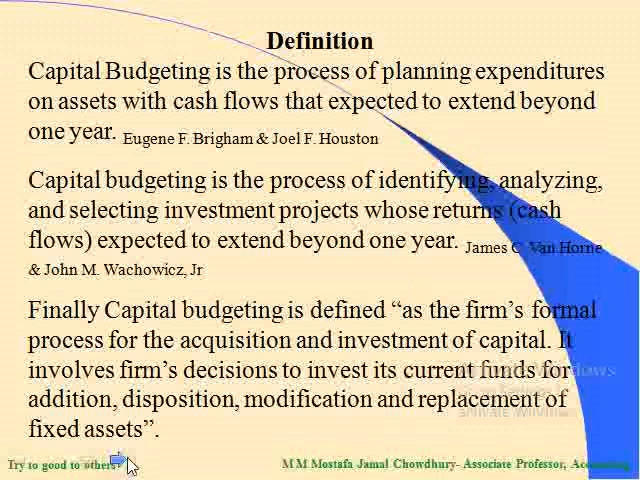 Definition
Capital Budgeting is the process of planning expenditures
on assets with cash flows that expected to extend beyond
one year. Eugene F. Brigham & Joel F. Houston
Capital budgeting is the process of identifying, analyzing,
and selecting investment projects whose returns (cash
flows) expected to extend beyond one year. James C. Van Horne
& John M. Wachowicz, Jr
Finally Capital budgeting is defined “as the firm’s formal
process for the acquisition and investment of capital. It
involves firm’s decisions to invest its current funds for
addition, disposition, modification and replacement of
fixed assets”.
Activate Windows
activate Windows
Try to good to others
M M Mostafa Jamal Chowdhury- Associate Professor, Accounting